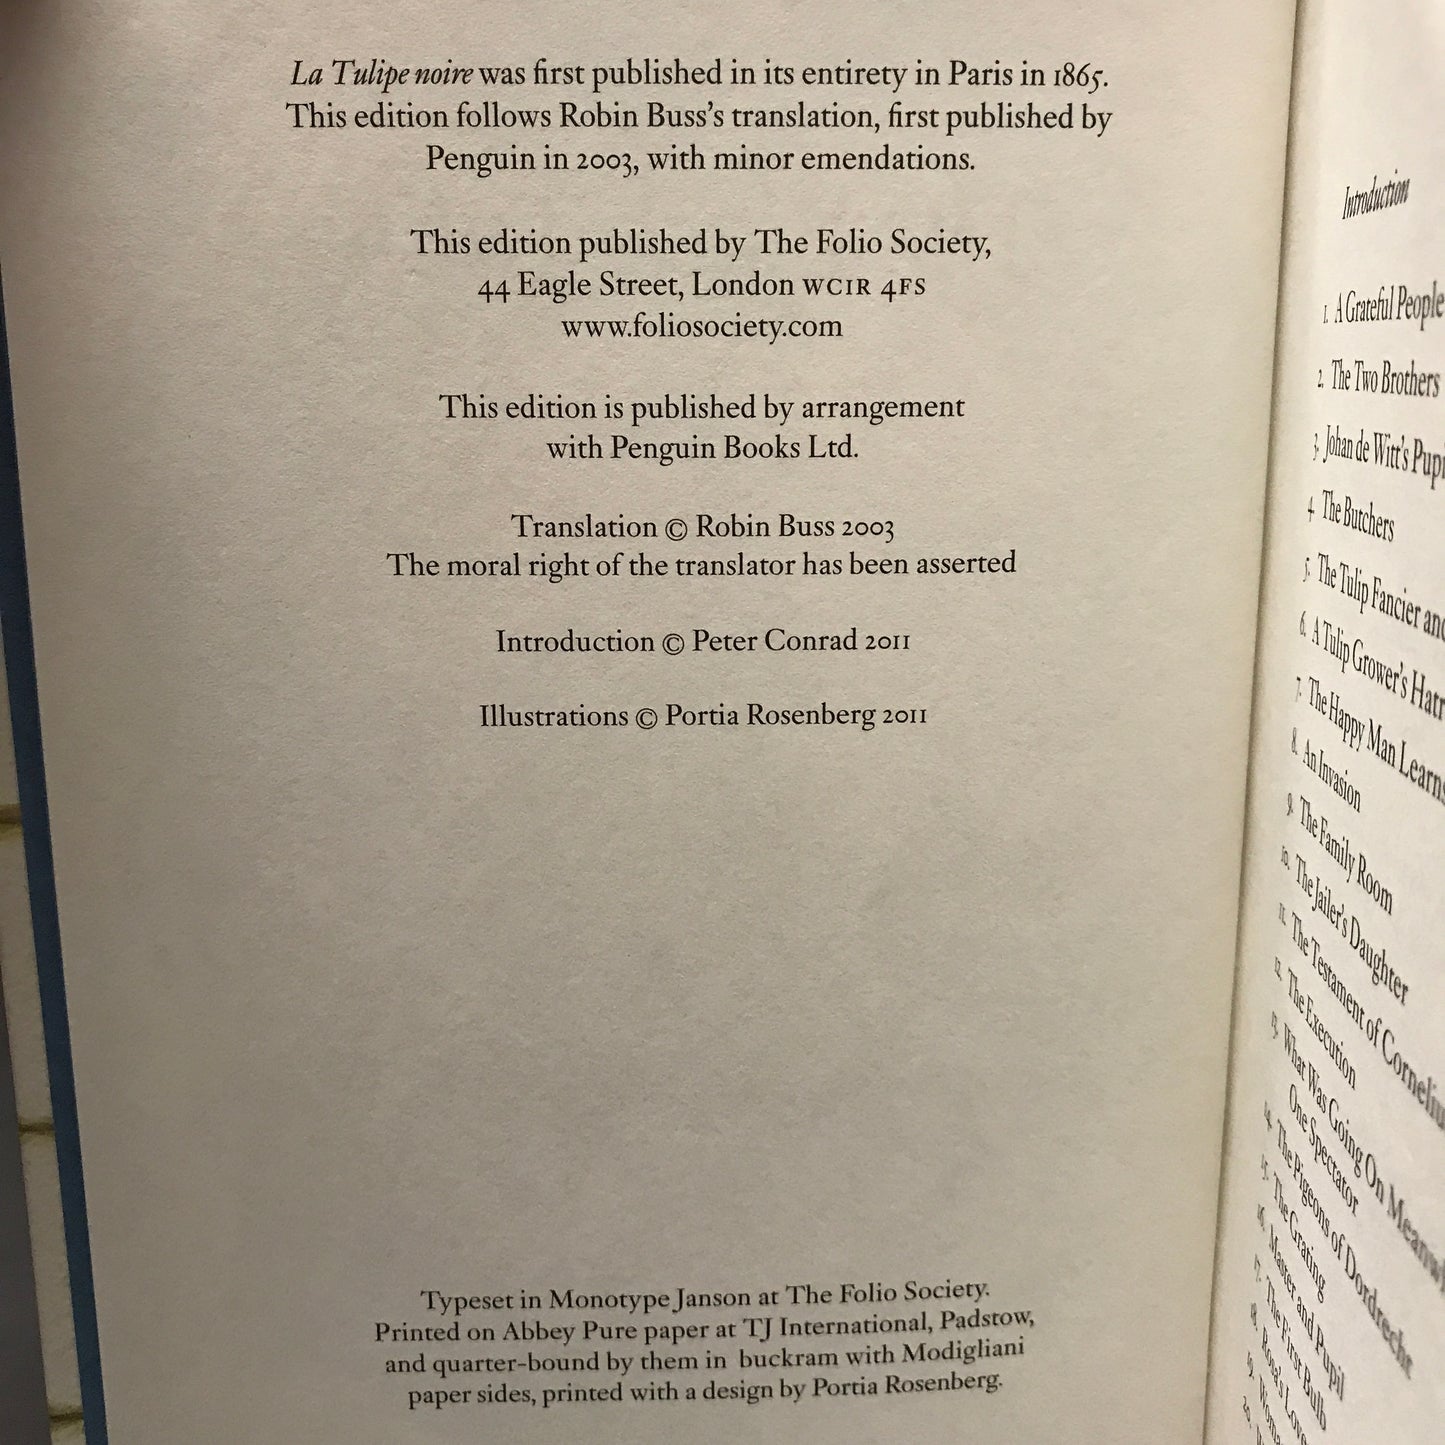 La Tulipe noire was first published in its entirety in Paris in 1865.
This edition follows Robin Buss's translation, first published by
Penguin in 2003, with minor emendations.
This edition published by The Folio Society,
44 Eagle Street, London WC1R 4FS
www.foliosociety.com
This edition is published by arrangement
with Penguin Books Ltd.
Translation © Robin Buss 2003
The moral right of the translator has been asserted
Introduction © Peter Conrad 2011
Illustrations © Portia Rosenberg 2011
Typeset in Monotype Janson at The Folio Society.
Printed on Abbey Pure paper at TJ International, Padstow,
and quarter-bound by them in buckram with Modigliani
paper sides, printed with a design by Portia Rosenberg.
Introduction
1. A Grateful People
2. The Two Brothers
3. Johan de Witt's
4. The Butchers
5. The Tulip Fancier
6. A Tulip Grower's
7. The Happy Man Learns
8. An Invasion
9. The Family Room
10. The Jailer's Daughter
11. The Testament of
12. The Execution
13. What Was Going On
One Spectator
14. The Pigeons of Dordrecht
15. The Grating
16. Master and Pupil
17. The First Bulb
18. Rosa's
19.
20.